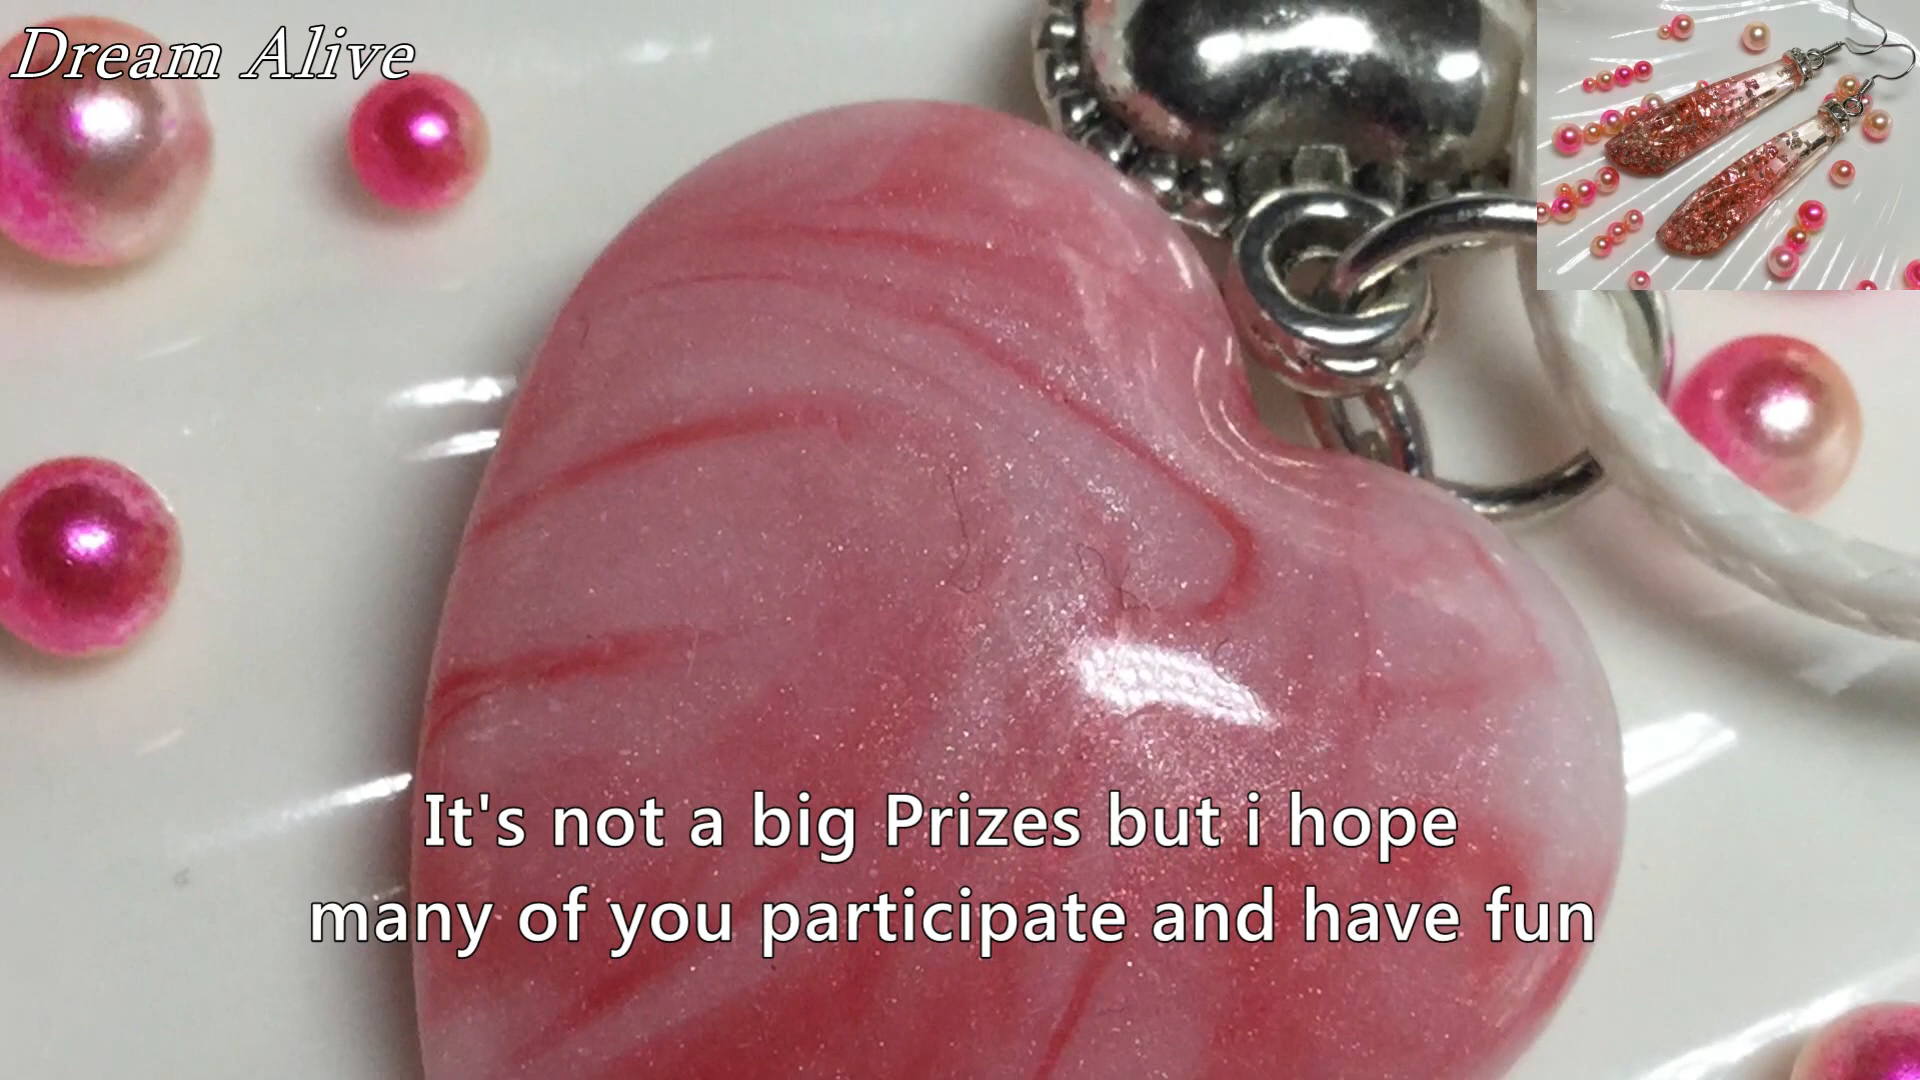 Dream Alive
It's not a big Prizes but i hope
many of you participate and have fun